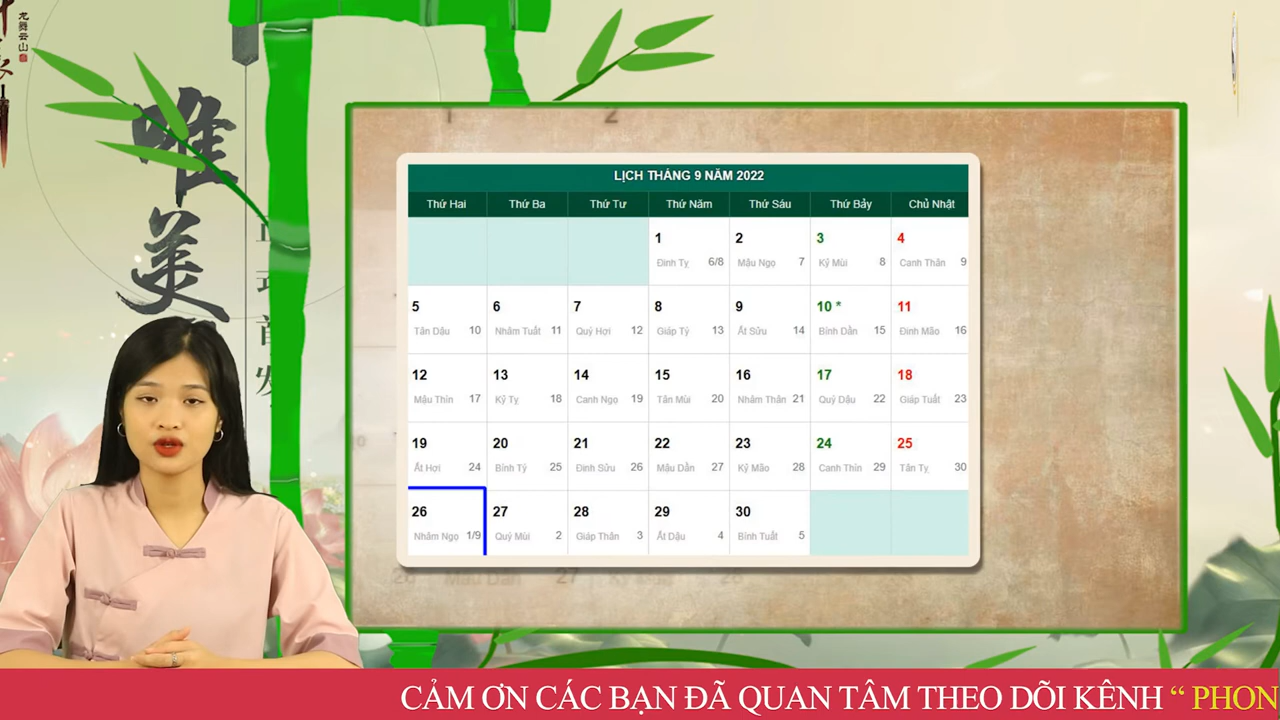 龙舞云山
唯
美
LỊCH THÁNG 9 NĂM 2022
Thứ Hai Thứ Ba Thứ Tư Thứ Năm Thứ Sáu Thứ Bảy Chủ Nhật
1 2 3 4
Đinh Tỵ 6/8 Mậu Ngọ 7 Kỷ Mùi 8 Canh Thân 9
5 6 7 8 9 10 * 11
Tân Dậu 10 Nhâm Tuất 11 Quý Hợi 12 Giáp Tý 13 Ất Sửu 14 Bính Dần 15 Đinh Mão 16
12 13 14 15 16 17 18
Mậu Thìn 17 Kỷ Tỵ 18 Canh Ngọ 19 Tân Mùi 20 Nhâm Thân 21 Quý Dậu 22 Giáp Tuất 23
19 20 21 22 23 24 25
Ất Hợi 24 Bính Tý 25 Đinh Sửu 26 Mậu Dần 27 Kỷ Mão 28 Canh Thìn 29 Tân Tỵ 30
26 27 28 29 30
Nhâm Ngọ 1/9 Quý Mùi 2 Giáp Thân 3 Ất Dậu 4 Bính Tuất 5
CẢM ƠN CÁC BẠN ĐÃ QUAN TÂM THEO DÕI KÊNH “ PHON